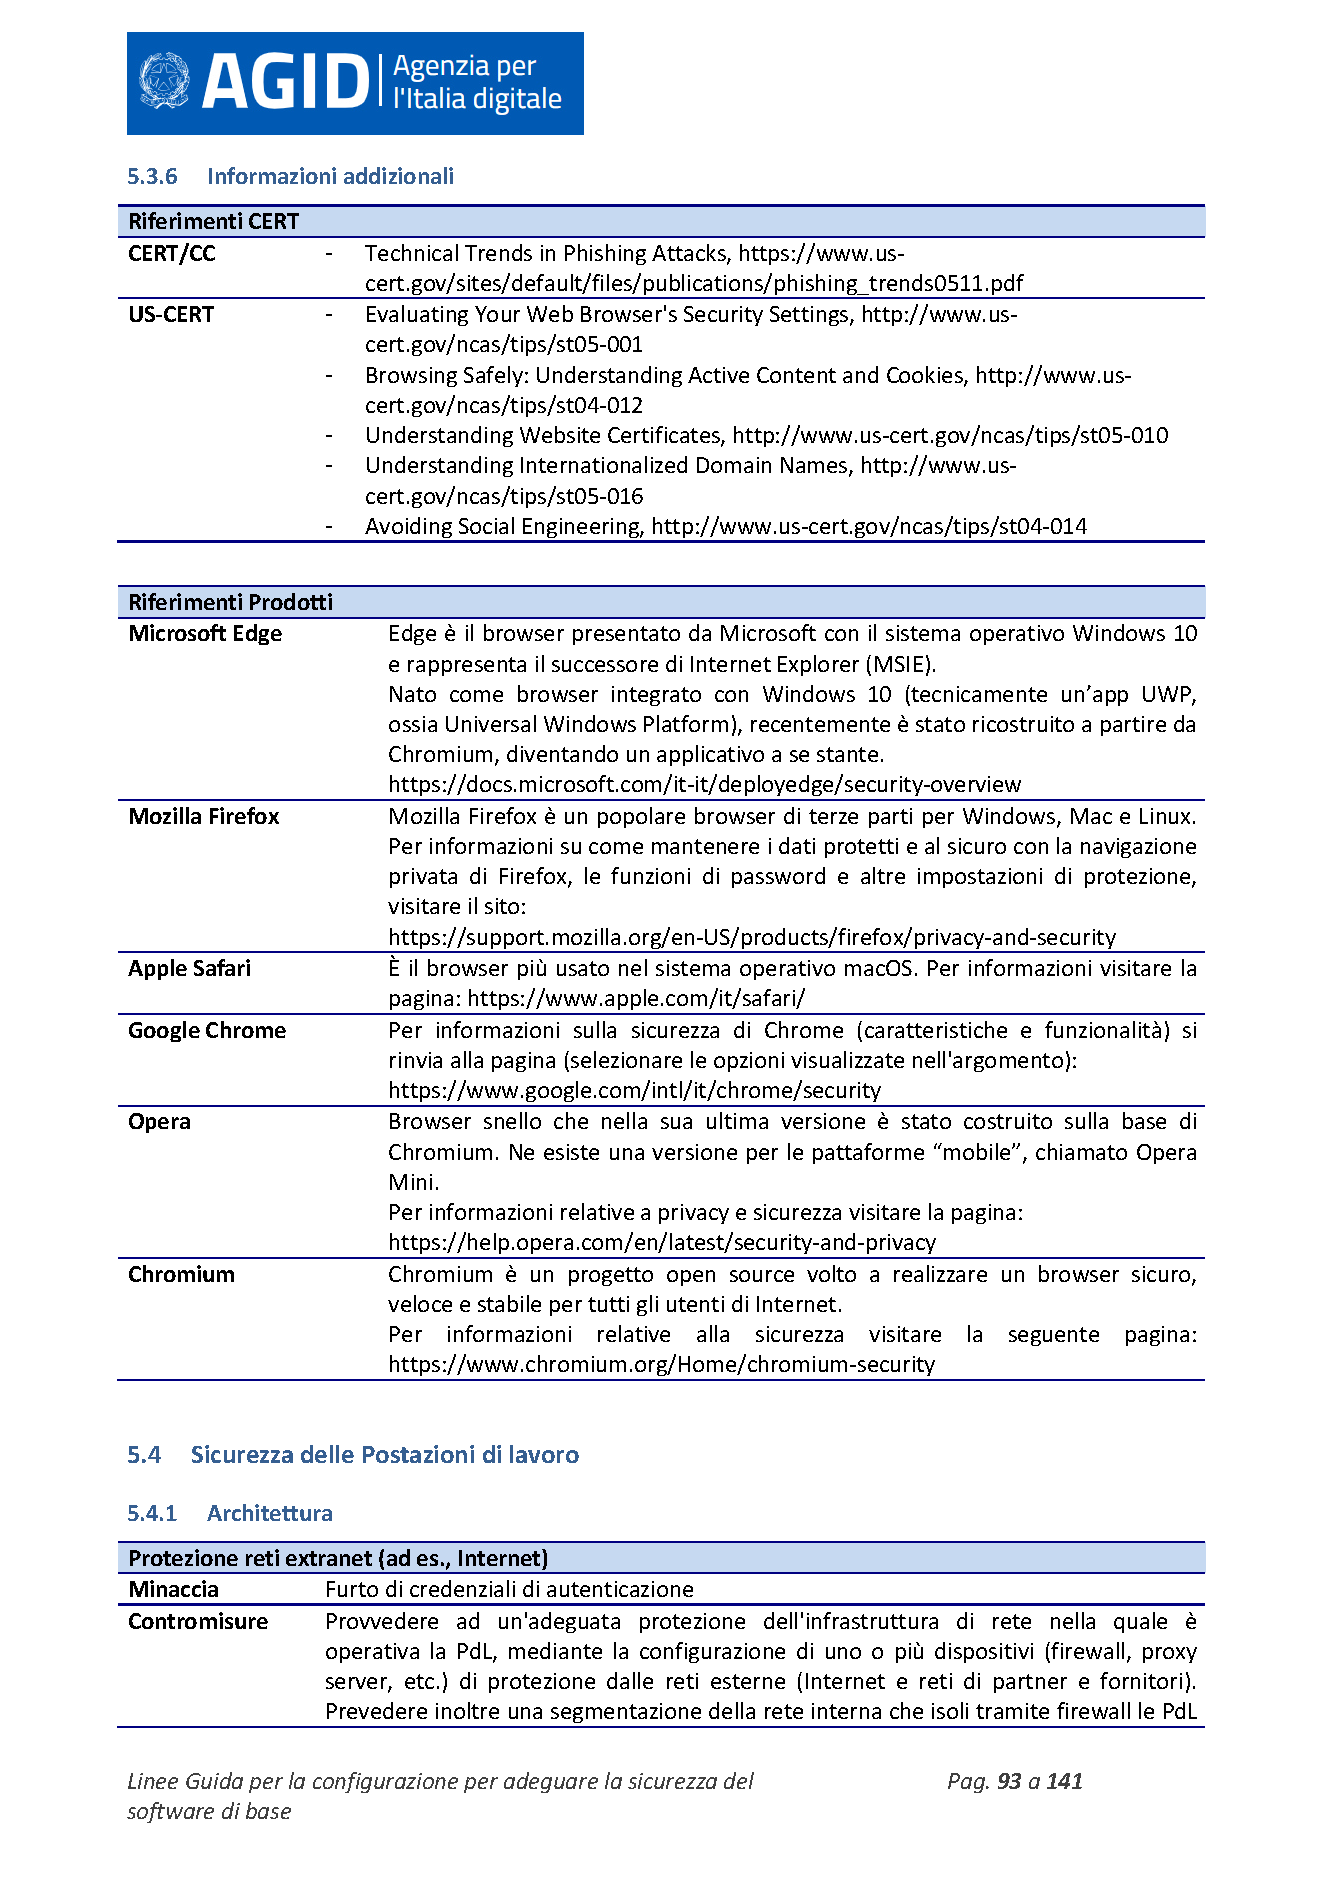 AGID Agenzia per
l'Italia digitale
5.3.6 Informazioni addizionali
Riferimenti CERT
CERT/CC - Technical Trends in Phishing Attacks, https://www.us-
cert.gov/sites/default/files/publications/phishing_trends0511.pdf
US-CERT - Evaluating Your Web Browser's Security Settings, http://www.us-
cert.gov/ncas/tips/st05-001
- Browsing Safely: Understanding Active Content and Cookies, http://www.us-
cert.gov/ncas/tips/st04-012
- Understanding Website Certificates, http://www.us-cert.gov/ncas/tips/st05-010
- Understanding Internationalized Domain Names, http://www.us-
cert.gov/ncas/tips/st05-016
- Avoiding Social Engineering, http://www.us-cert.gov/ncas/tips/st04-014
Riferimenti Prodotti
Microsoft Edge Edge è il browser presentato da Microsoft con il sistema operativo Windows 10
e rappresenta il successore di Internet Explorer (MSIE).
Nato come browser integrato con Windows 10 (tecnicamente un’app UWP,
ossia Universal Windows Platform), recentemente è stato ricostruito a partire da
Chromium, diventando un applicativo a se stante.
https://docs.microsoft.com/it-it/deployedge/security-overview
Mozilla Firefox Mozilla Firefox è un popolare browser di terze parti per Windows, Mac e Linux.
Per informazioni su come mantenere i dati protetti e al sicuro con la navigazione
privata di Firefox, le funzioni di password e altre impostazioni di protezione,
visitare il sito:
https://support.mozilla.org/en-US/products/firefox/privacy-and-security
Apple Safari È il browser più usato nel sistema operativo macOS. Per informazioni visitare la
pagina: https://www.apple.com/it/safari/
Google Chrome Per informazioni sulla sicurezza di Chrome (caratteristiche e funzionalità) si
rinvia alla pagina (selezionare le opzioni visualizzate nell'argomento):
https://www.google.com/intl/it/chrome/security
Opera Browser snello che nella sua ultima versione è stato costruito sulla base di
Chromium. Ne esiste una versione per le pattaforme “mobile”, chiamato Opera
Mini.
Per informazioni relative a privacy e sicurezza visitare la pagina:
https://help.opera.com/en/latest/security-and-privacy
Chromium Chromium è un progetto open source volto a realizzare un browser sicuro,
veloce e stabile per tutti gli utenti di Internet.
Per informazioni relative alla sicurezza visitare la seguente pagina:
https://www.chromium.org/Home/chromium-security
5.4 Sicurezza delle Postazioni di lavoro
5.4.1 Architettura
Protezione reti extranet (ad es., Internet)
Minaccia Furto di credenziali di autenticazione
Contromisure Provvedere ad un'adeguata protezione dell'infrastruttura di rete nella quale è
operativa la PdL, mediante la configurazione di uno o più dispositivi (firewall, proxy
server, etc.) di protezione dalle reti esterne (Internet e reti di partner e fornitori).
Prevedere inoltre una segmentazione della rete interna che isoli tramite firewall le PdL
Linee Guida per la configurazione per adeguare la sicurezza del Pag. 93 a 141
software di base